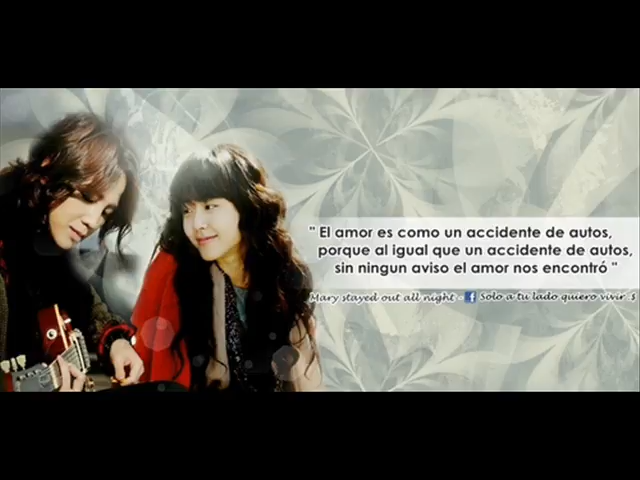 " El amor es como un accidente de autos,
porque al igual que un accidente de autos,
sin ningun aviso el amor nos encontró "
Mary stayed out all night - f Solo a tu lado quiero vivir :$